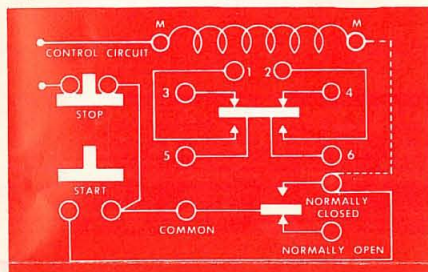 M M
CONTROL CIRCUIT
1 2
3 4
STOP
5 6
START
NORMALLY
CLOSED
COMMON
NORMALLY OPEN